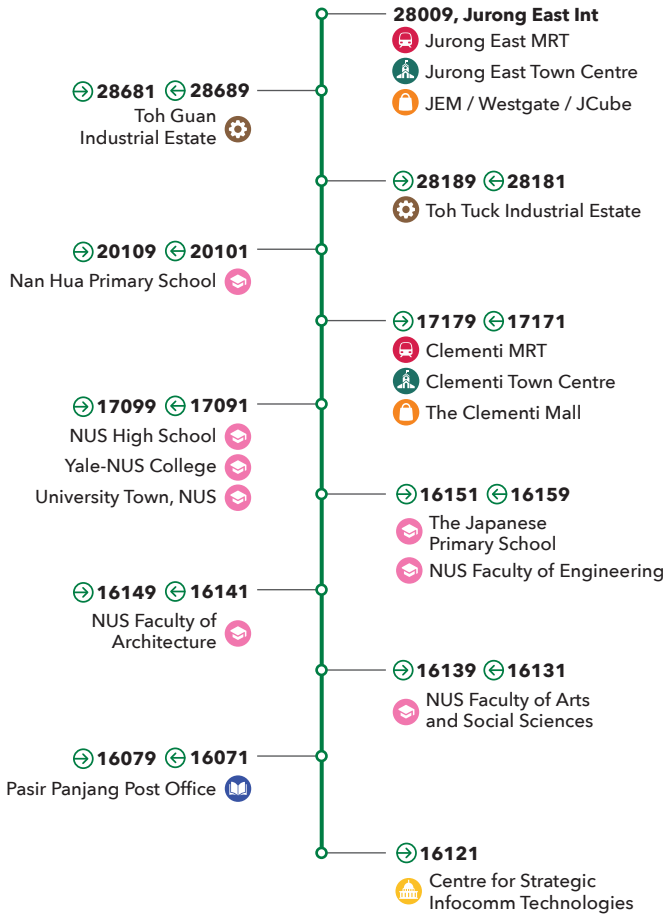 28009, Jurong East Int
Jurong East MRT
Jurong East Town Centre
JEM / Westgate / JCube
28681 28689
Toh Guan
Industrial Estate
28189 28181
Toh Tuck Industrial Estate
20109 20101
Nan Hua Primary School
17179 17171
Clementi MRT
Clementi Town Centre
The Clementi Mall
17099 17091
NUS High School
Yale-NUS College
University Town, NUS
16151 16159
The Japanese
Primary School
NUS Faculty of Engineering
16149 16141
NUS Faculty of
Architecture
16139 16131
NUS Faculty of Arts
and Social Sciences
16079 16071
Pasir Panjang Post Office
16121
Centre for Strategic
Infocomm Technologies